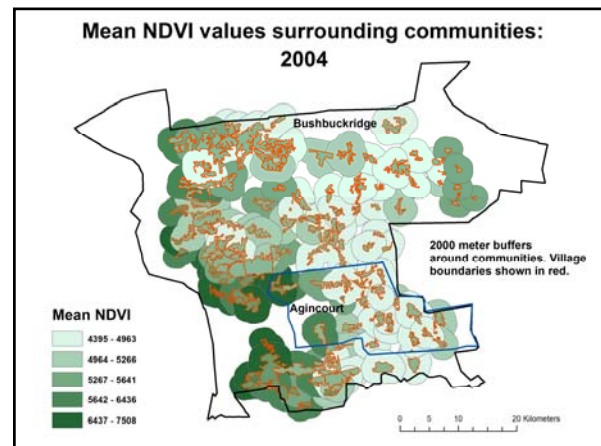 Mean NDVI values surrounding communities:
2004
Bushbuckridge
2000 meter buffers
around communities. Village
boundaries shown in red.
Agincourt
Mean NDVI
4395 - 4963
4964 - 5266
5267 - 5641
5642 - 6436
6437 - 7508
0 5 10 20 Kilometers